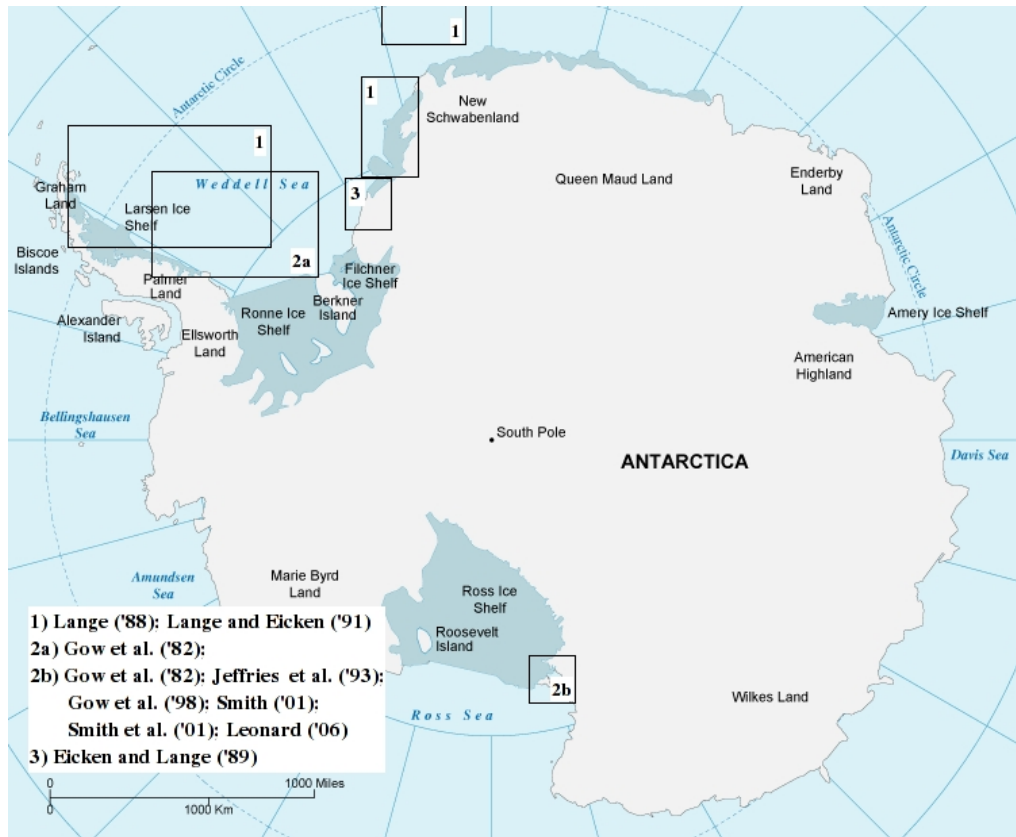 1
Antarctic Circle
1
New
Schwabenland
1
Weddell Sea
Queen Maud Land
Enderby
Land
3
Graham
Land
Larsen Ice
Shelf
Antarctic Circle
Biscoe
Islands
2a
Filchner
Ice Shelf
Palmer
Land
Berkner
Island
Ronne Ice
Shelf
Amery Ice Shelf
Alexander
Island
Ellsworth
Land
American
Highland
Bellingshausen
Sea
South Pole
ANTARCTICA
Davis Sea
Amundsen
Sea
Marie Byrd
Land
Ross Ice
Shelf
Roosevelt
Island
2b
Wilkes Land
Ross Sea
1) Lange ('88); Lange and Eicken ('91)
2a) Gow et al. ('82);
2b) Gow et al. ('82); Jeffries et al. ('93);
Gow et al. ('98); Smith ('01);
Smith et al. ('01); Leonard ('06)
3) Eicken and Lange ('89)
0 1000 Miles
0 1000 Km